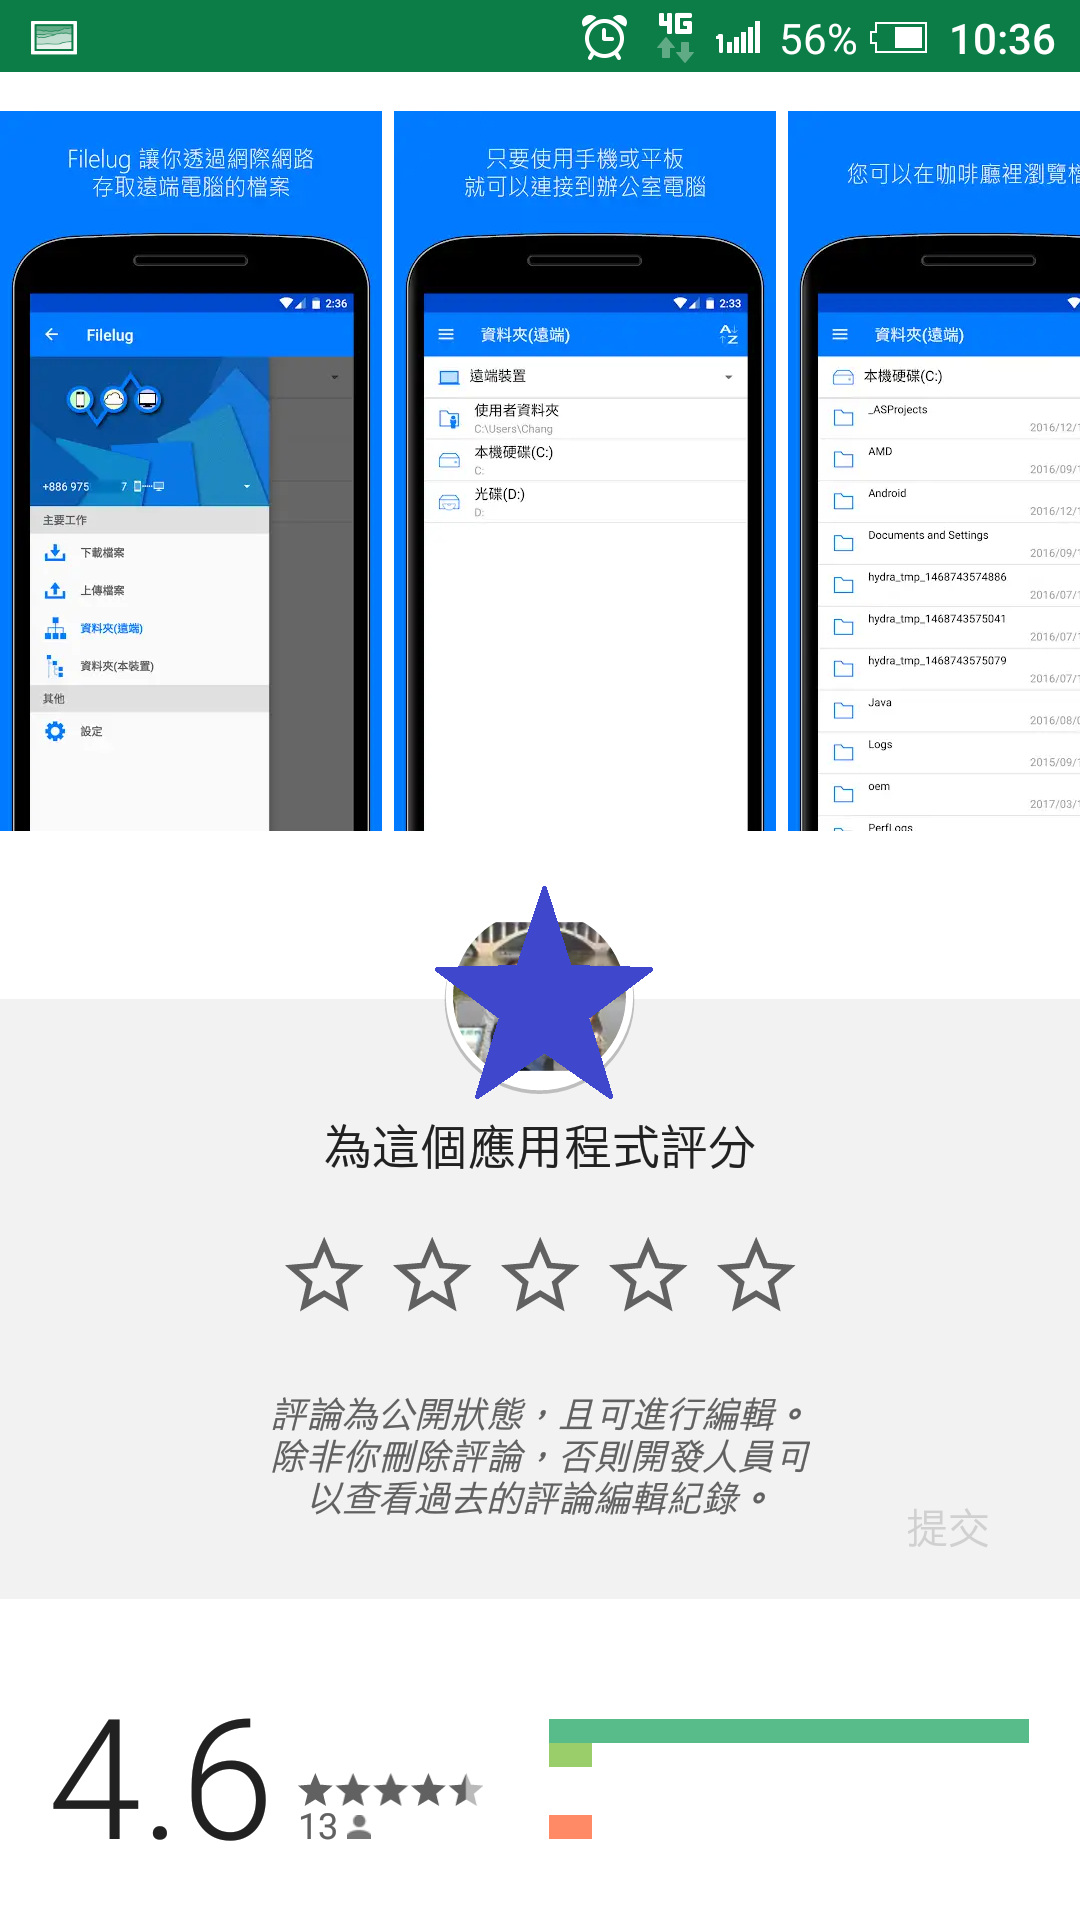 4G
56%
10:36
Filelug 讓你透過網際網路
存取遠端電腦的檔案
2:36
Filelug
+886 975
7
主要工作
下載檔案
上傳檔案
資料夾(遠端)
資料夾(本裝置)
其他
設定
只要使用手機或平板
就可以連接到辦公室電腦
2:33
資料夾(遠端)
A
Z
遠端裝置
使用者資料夾
C:\Users\Chang
本機硬碟(C:)
C:
光碟(D:)
D:
您可以在咖啡廳裡瀏覽檔
資料夾(遠端)
本機硬碟(C:)
_ASProjects
2016/12/1
AMD
2016/09/1
Android
2016/12/1
Documents and Settings
2016/09/1
hydra_tmp_1468743574886
2016/07/1
hydra_tmp_1468743575041
2016/07/1
hydra_tmp_1468743575079
2016/07/1
Java
2016/08/0
Logs
2015/09/1
oem
2017/03/1
PerfLogs
為這個應用程式評分
評論為公開狀態，且可進行編輯。
除非你刪除評論，否則開發人員可
以查看過去的評論編輯紀錄。
提交
4.6
13